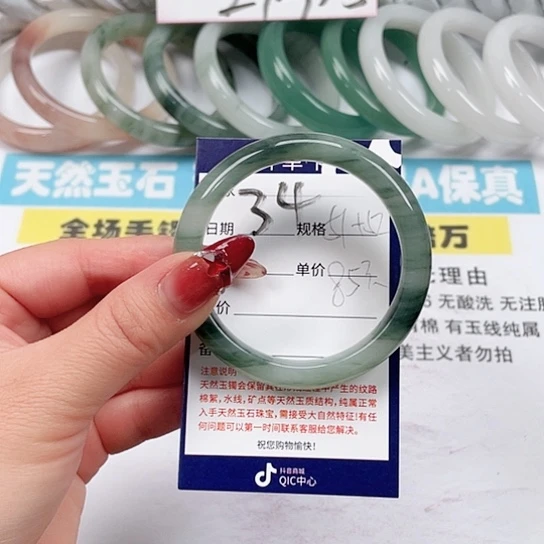 天然玉石
A保真
全场手镯
万
34
日期
规格
单价 857
价
理由
无酸洗 无注胶
棉 有玉线纯属
美主义者勿拍
注意说明
天然玉镯会保留其在形成过程中产生的纹路
棉絮，水线，矿点等天然玉质结构，纯属正常
入手天然玉石珠宝，需接受大自然特征！有任
何问题可以第一时间联系客服给您解决。
祝您购物愉快！
抖音商城
QIC中心